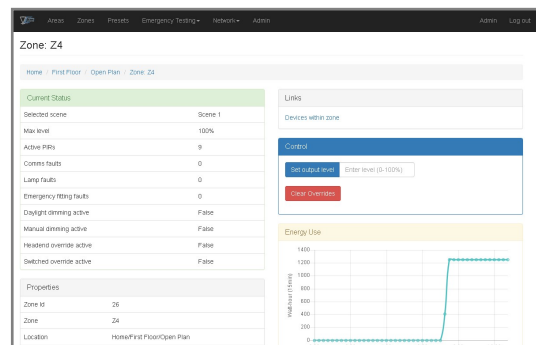 Areas Zones Presets Emergency Testing Network Admin Admin Log out
Zone: Z4
Home / First Floor / Open Plan / Zone: Z4
Current Status
Selected scene Scene 1
Max level 100%
Active PIRs 9
Comms faults 0
Lamp faults 0
Emergency fitting faults 0
Daylight dimming active False
Manual dimming active False
Headend override active False
Switched override active False
Properties
Zone Id 26
Zone Z4
Location Home/First Floor/Open Plan
Links
Devices within zone
Control
Set output level Enter level (0-100%)
Clear Overrides
Energy Use
Watt-hour (15min)
1400
1200
1000
800
600
400
200
0